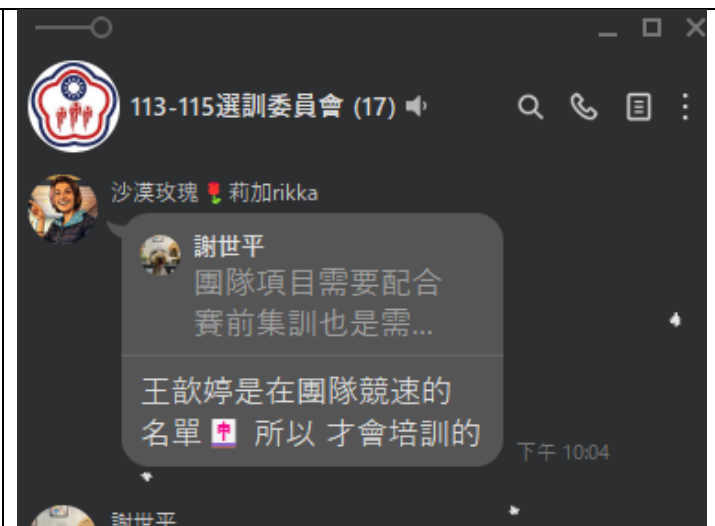 113-115選訓委員會 (17)
沙漠玫瑰🌷莉加rikka
謝世平
團隊項目需要配合
賽前集訓也是需...
王歆婷是在團隊競速的
名單🀄 所以 才會培訓的
下午 10:04
謝世平